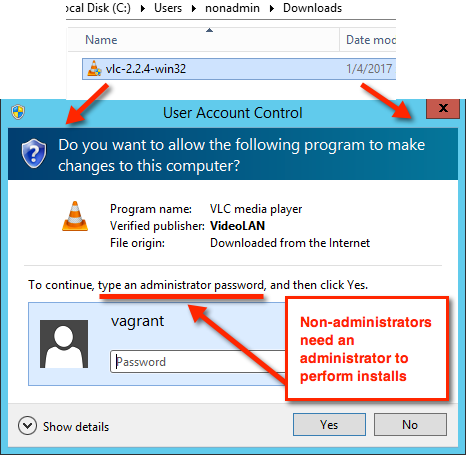 ocal Disk (C:) › Users › nonadmin › Downloads
Name Date mod
vlc-2.2.4-win32 1/4/2017
User Account Control
x
Do you want to allow the following program to make
changes to this computer?
Program name: VLC media player
Verified publisher: VideoLAN
File origin: Downloaded from the Internet
To continue, type an administrator password, and then click Yes.
vagrant
Password
Non-administrators
need an
administrator to
perform installs
Show details
Yes No